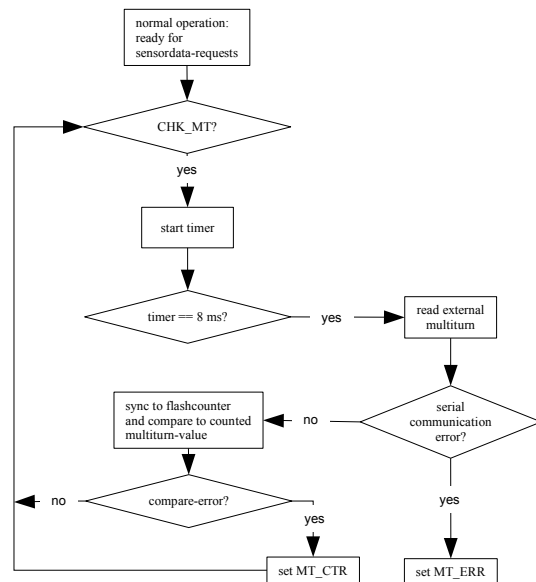 normal operation:
ready for
sensordata-requests
CHK_MT?
yes
start timer
timer == 8 ms?
yes
read external
multiturn
serial
communication
error?
no
sync to flashcounter
and compare to counted
multiturn-value
compare-error?
no
yes
yes
set MT_CTR
set MT_ERR